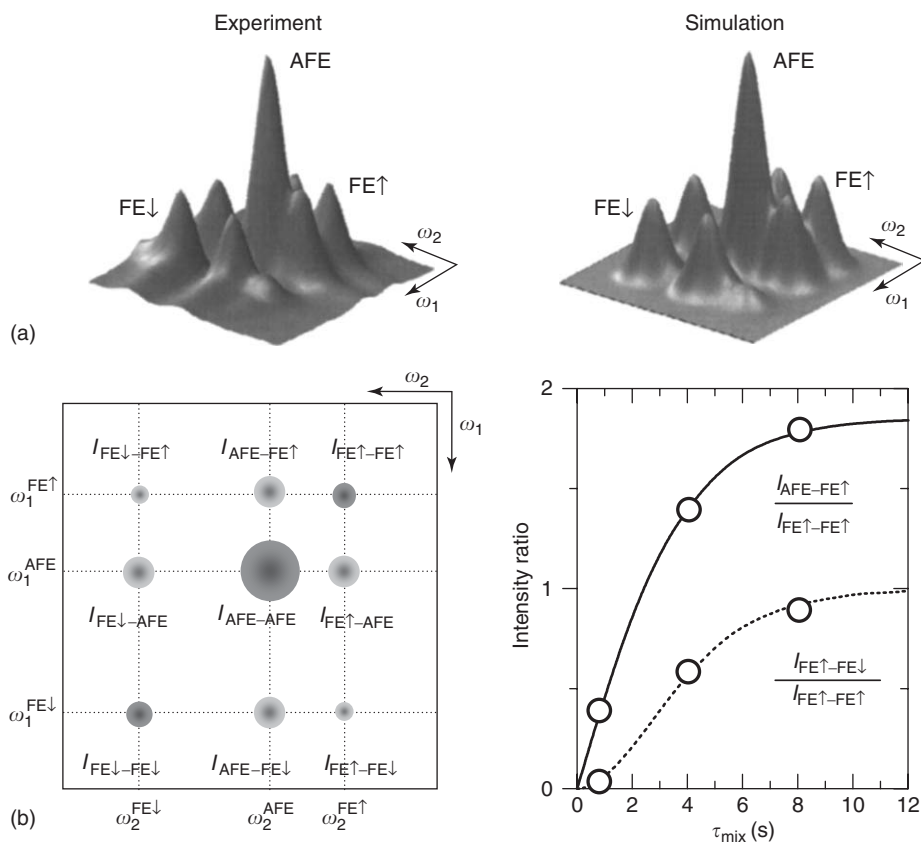 Experiment
Simulation
AFE
AFE
FE↓
FE↑
FE↓
FE↑
ω₂
ω₁
ω₂
ω₁
(a)
ω₂
ω₁
I_FE↓–FE↑ I_AFE–FE↑ I_FE↑–FE↑
ω₁^FE↑
ω₁^AFE
I_FE↓–AFE I_AFE–AFE I_FE↑–AFE
ω₁^FE↓
I_FE↓–FE↓ I_AFE–FE↓ I_FE↑–FE↓
(b)
ω₂^FE↓ ω₂^AFE ω₂^FE↑
Intensity ratio
2
1
0
I_AFE–FE↑
I_FE↑–FE↑
I_FE↑–FE↓
I_FE↑–FE↑
0 2 4 6 8 10 12
τ_mix (s)